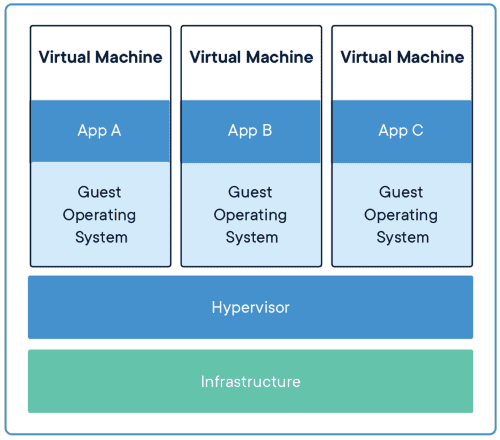 Virtual Machine
App A
Guest
Operating
System
Virtual Machine
App B
Guest
Operating
System
Virtual Machine
App C
Guest
Operating
System
Hypervisor
Infrastructure